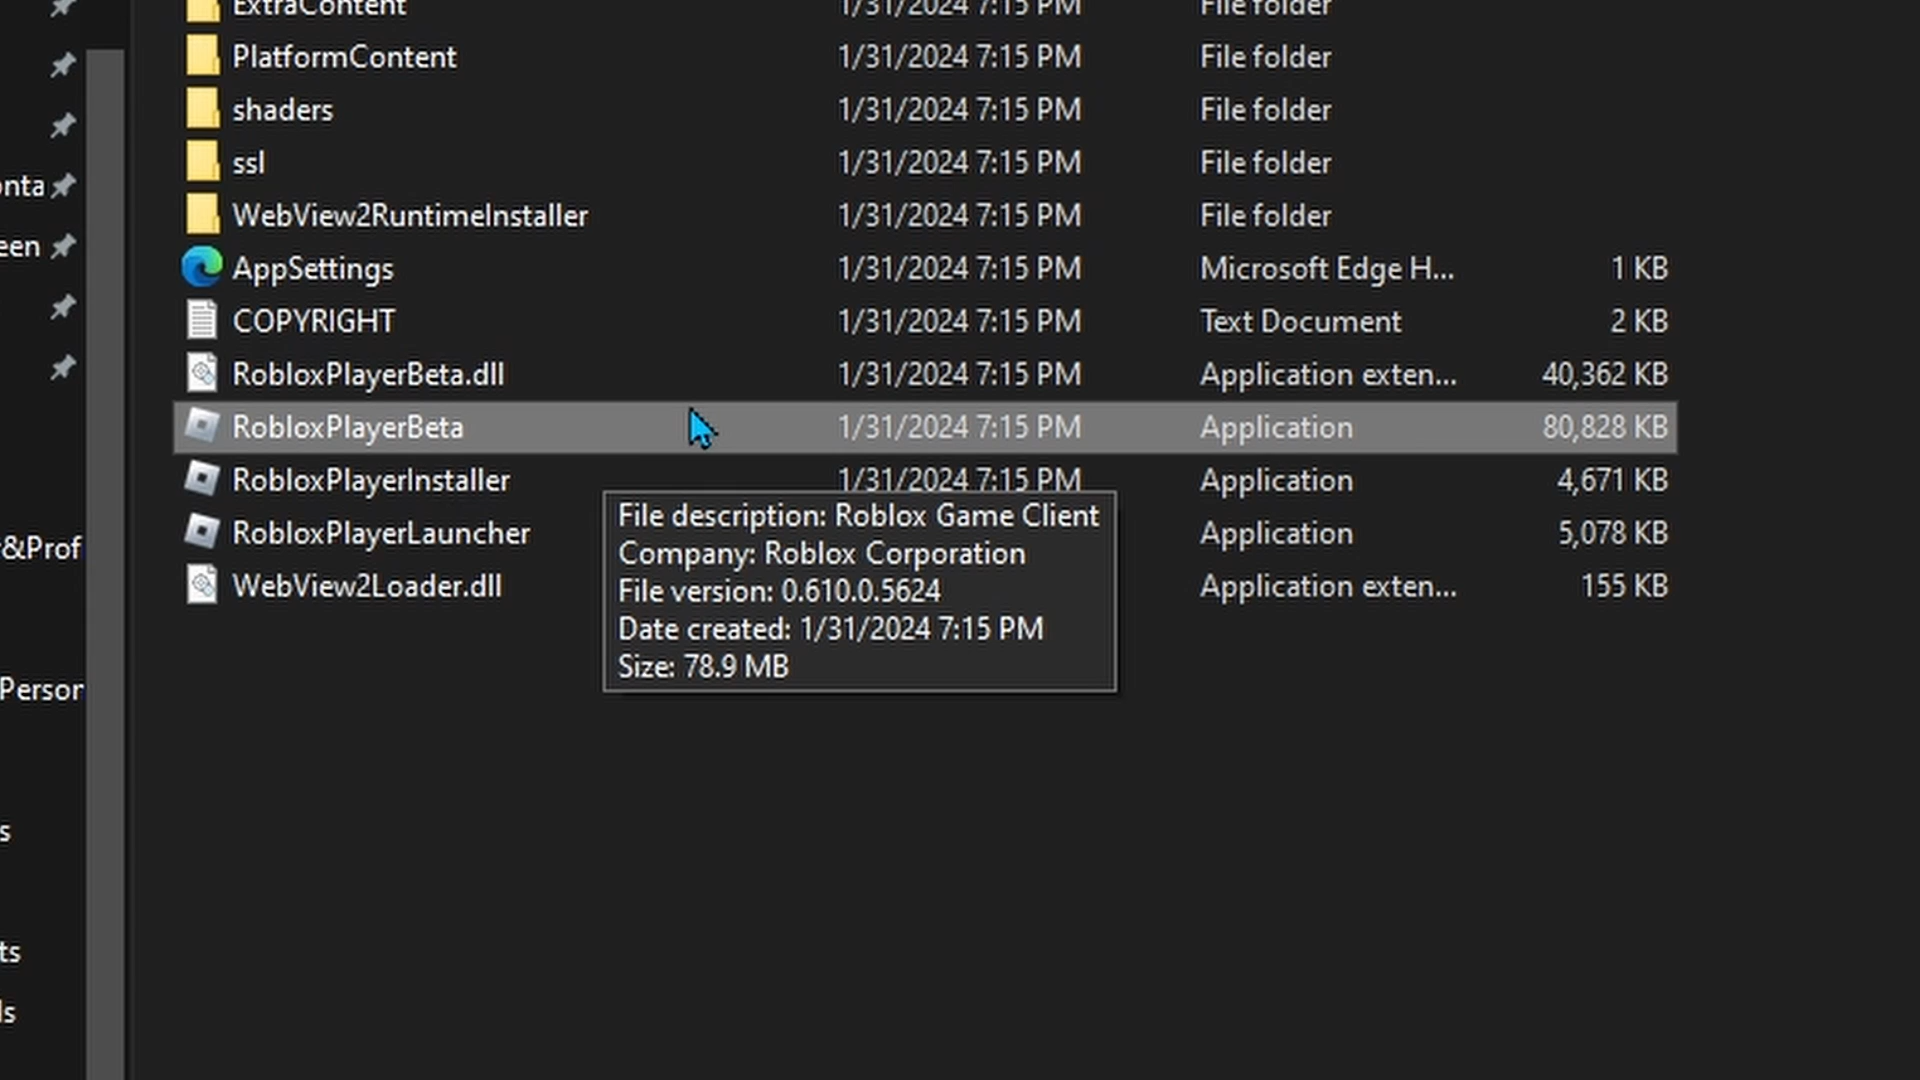 ExtraContent 1/31/2024 7:15 PM File folder
PlatformContent 1/31/2024 7:15 PM File folder
shaders 1/31/2024 7:15 PM File folder
ssl 1/31/2024 7:15 PM File folder
onta WebView2RuntimeInstaller 1/31/2024 7:15 PM File folder
een AppSettings 1/31/2024 7:15 PM Microsoft Edge H... 1 KB
COPYRIGHT 1/31/2024 7:15 PM Text Document 2 KB
RobloxPlayerBeta.dll 1/31/2024 7:15 PM Application exten... 40,362 KB
RobloxPlayerBeta 1/31/2024 7:15 PM Application 80,828 KB
RobloxPlayerInstaller 1/31/2024 7:15 PM Application 4,671 KB
&Prof RobloxPlayerLauncher Application 5,078 KB
WebView2Loader.dll Application exten... 155 KB
File description: Roblox Game Client
Company: Roblox Corporation
File version: 0.610.0.5624
Date created: 1/31/2024 7:15 PM
Size: 78.9 MB
Person
s
ts
ls